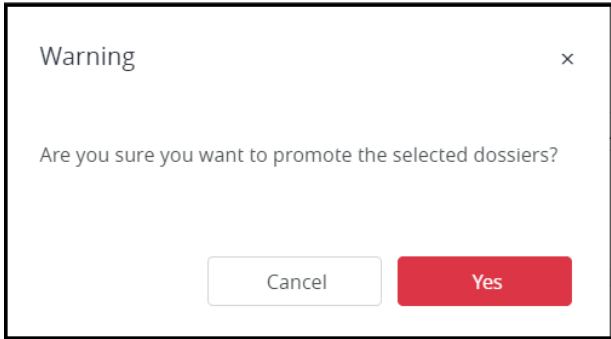 Warning
×
Are you sure you want to promote the selected dossiers?
Cancel
Yes